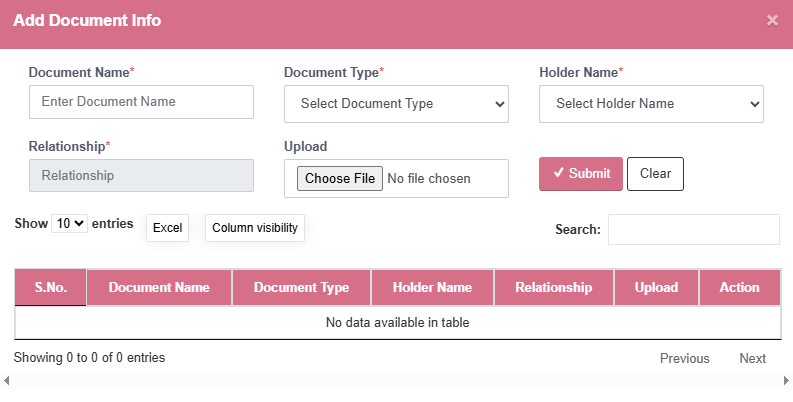 Add Document Info ×
Document Name* Document Type* Holder Name*
Enter Document Name Select Document Type Select Holder Name
Relationship* Upload
Relationship Choose File No file chosen Submit Clear
Show 10 entries Excel Column visibility Search:
S.No. Document Name Document Type Holder Name Relationship Upload Action
No data available in table
Showing 0 to 0 of 0 entries Previous Next